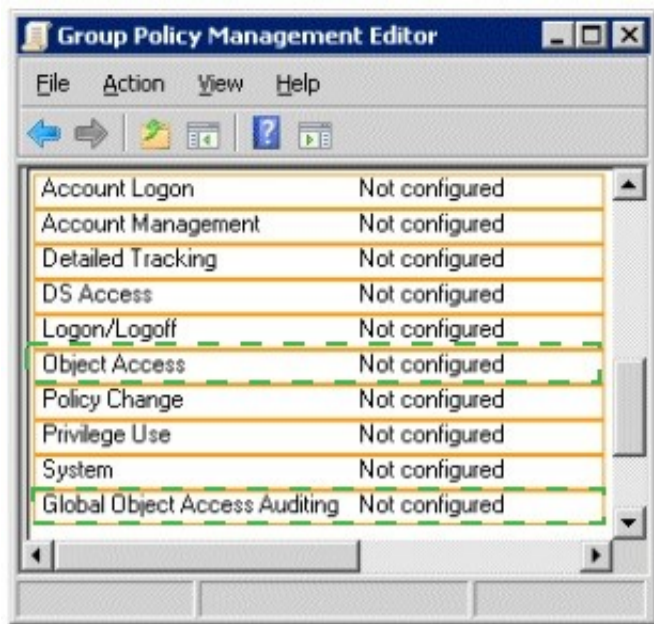 Group Policy Management Editor
File Action View Help
Account Logon Not configured
Account Management Not configured
Detailed Tracking Not configured
DS Access Not configured
Logon/Logoff Not configured
Object Access Not configured
Policy Change Not configured
Privilege Use Not configured
System Not configured
Global Object Access Auditing Not configured